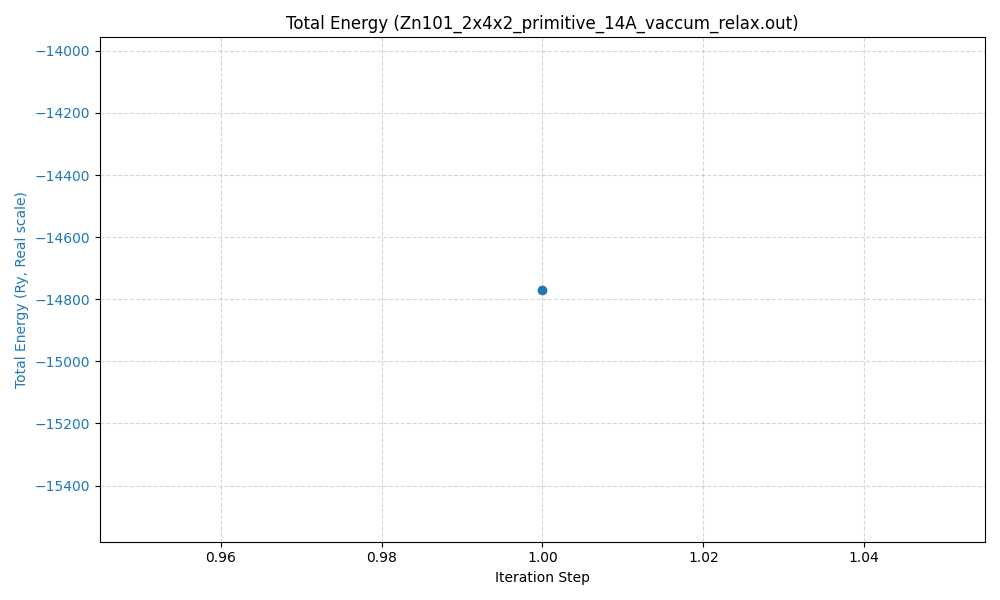 Total Energy (Zn101_2x4x2_primitive_14A_vaccum_relax.out)
Total Energy (Ry, Real scale)
−14000
−14200
−14400
−14600
−14800
−15000
−15200
−15400
0.96 0.98 1.00 1.02 1.04
Iteration Step